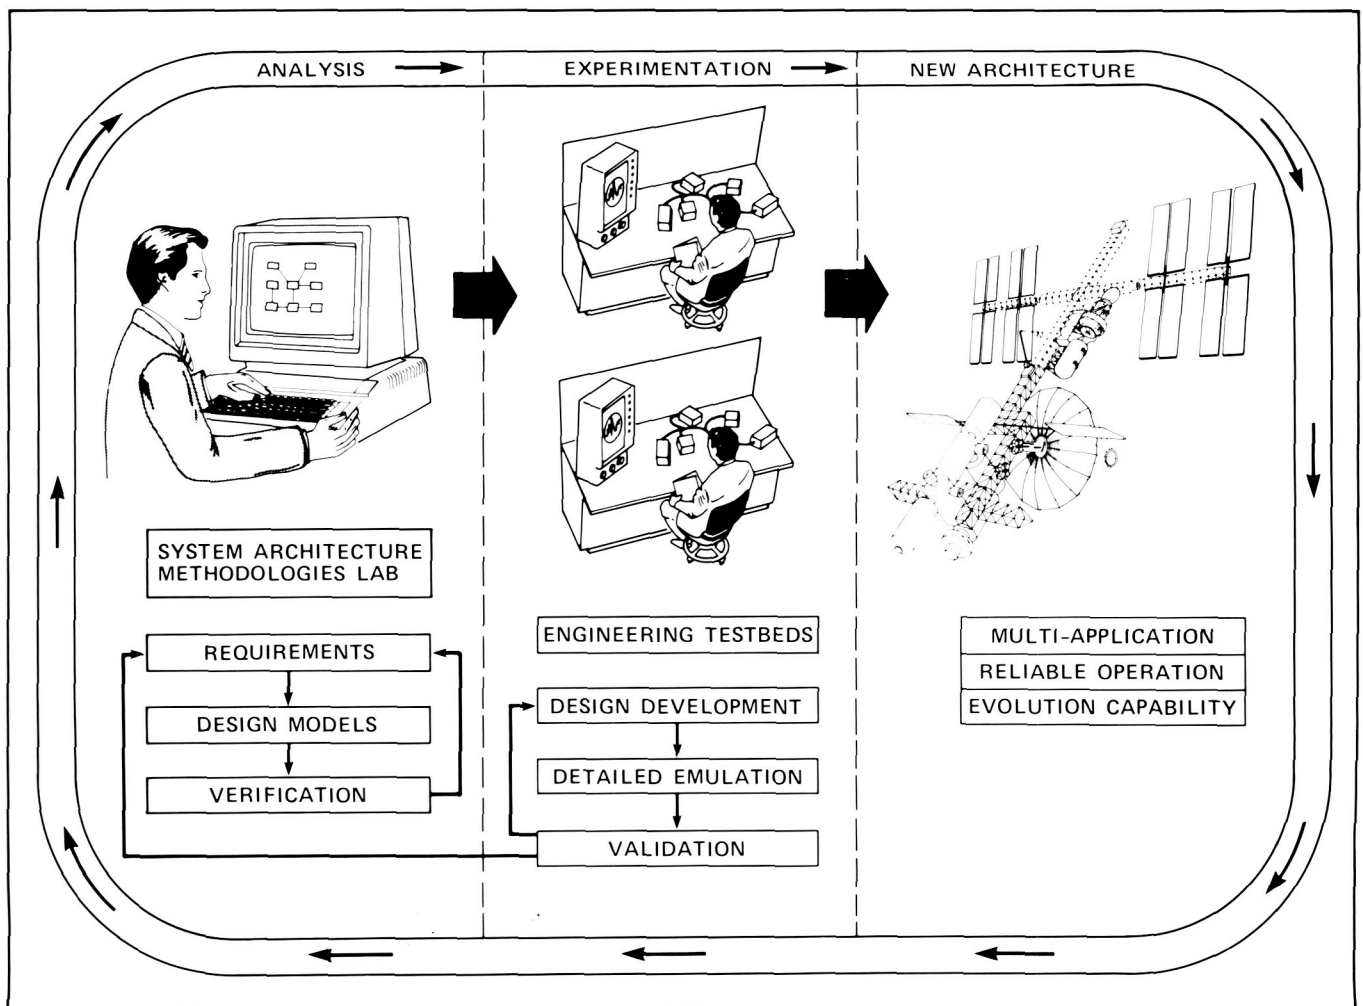 ANALYSIS
EXPERIMENTATION
NEW ARCHITECTURE
SYSTEM ARCHITECTURE
METHODOLOGIES LAB
REQUIREMENTS
DESIGN MODELS
VERIFICATION
ENGINEERING TESTBEDS
DESIGN DEVELOPMENT
DETAILED EMULATION
VALIDATION
MULTI-APPLICATION
RELIABLE OPERATION
EVOLUTION CAPABILITY